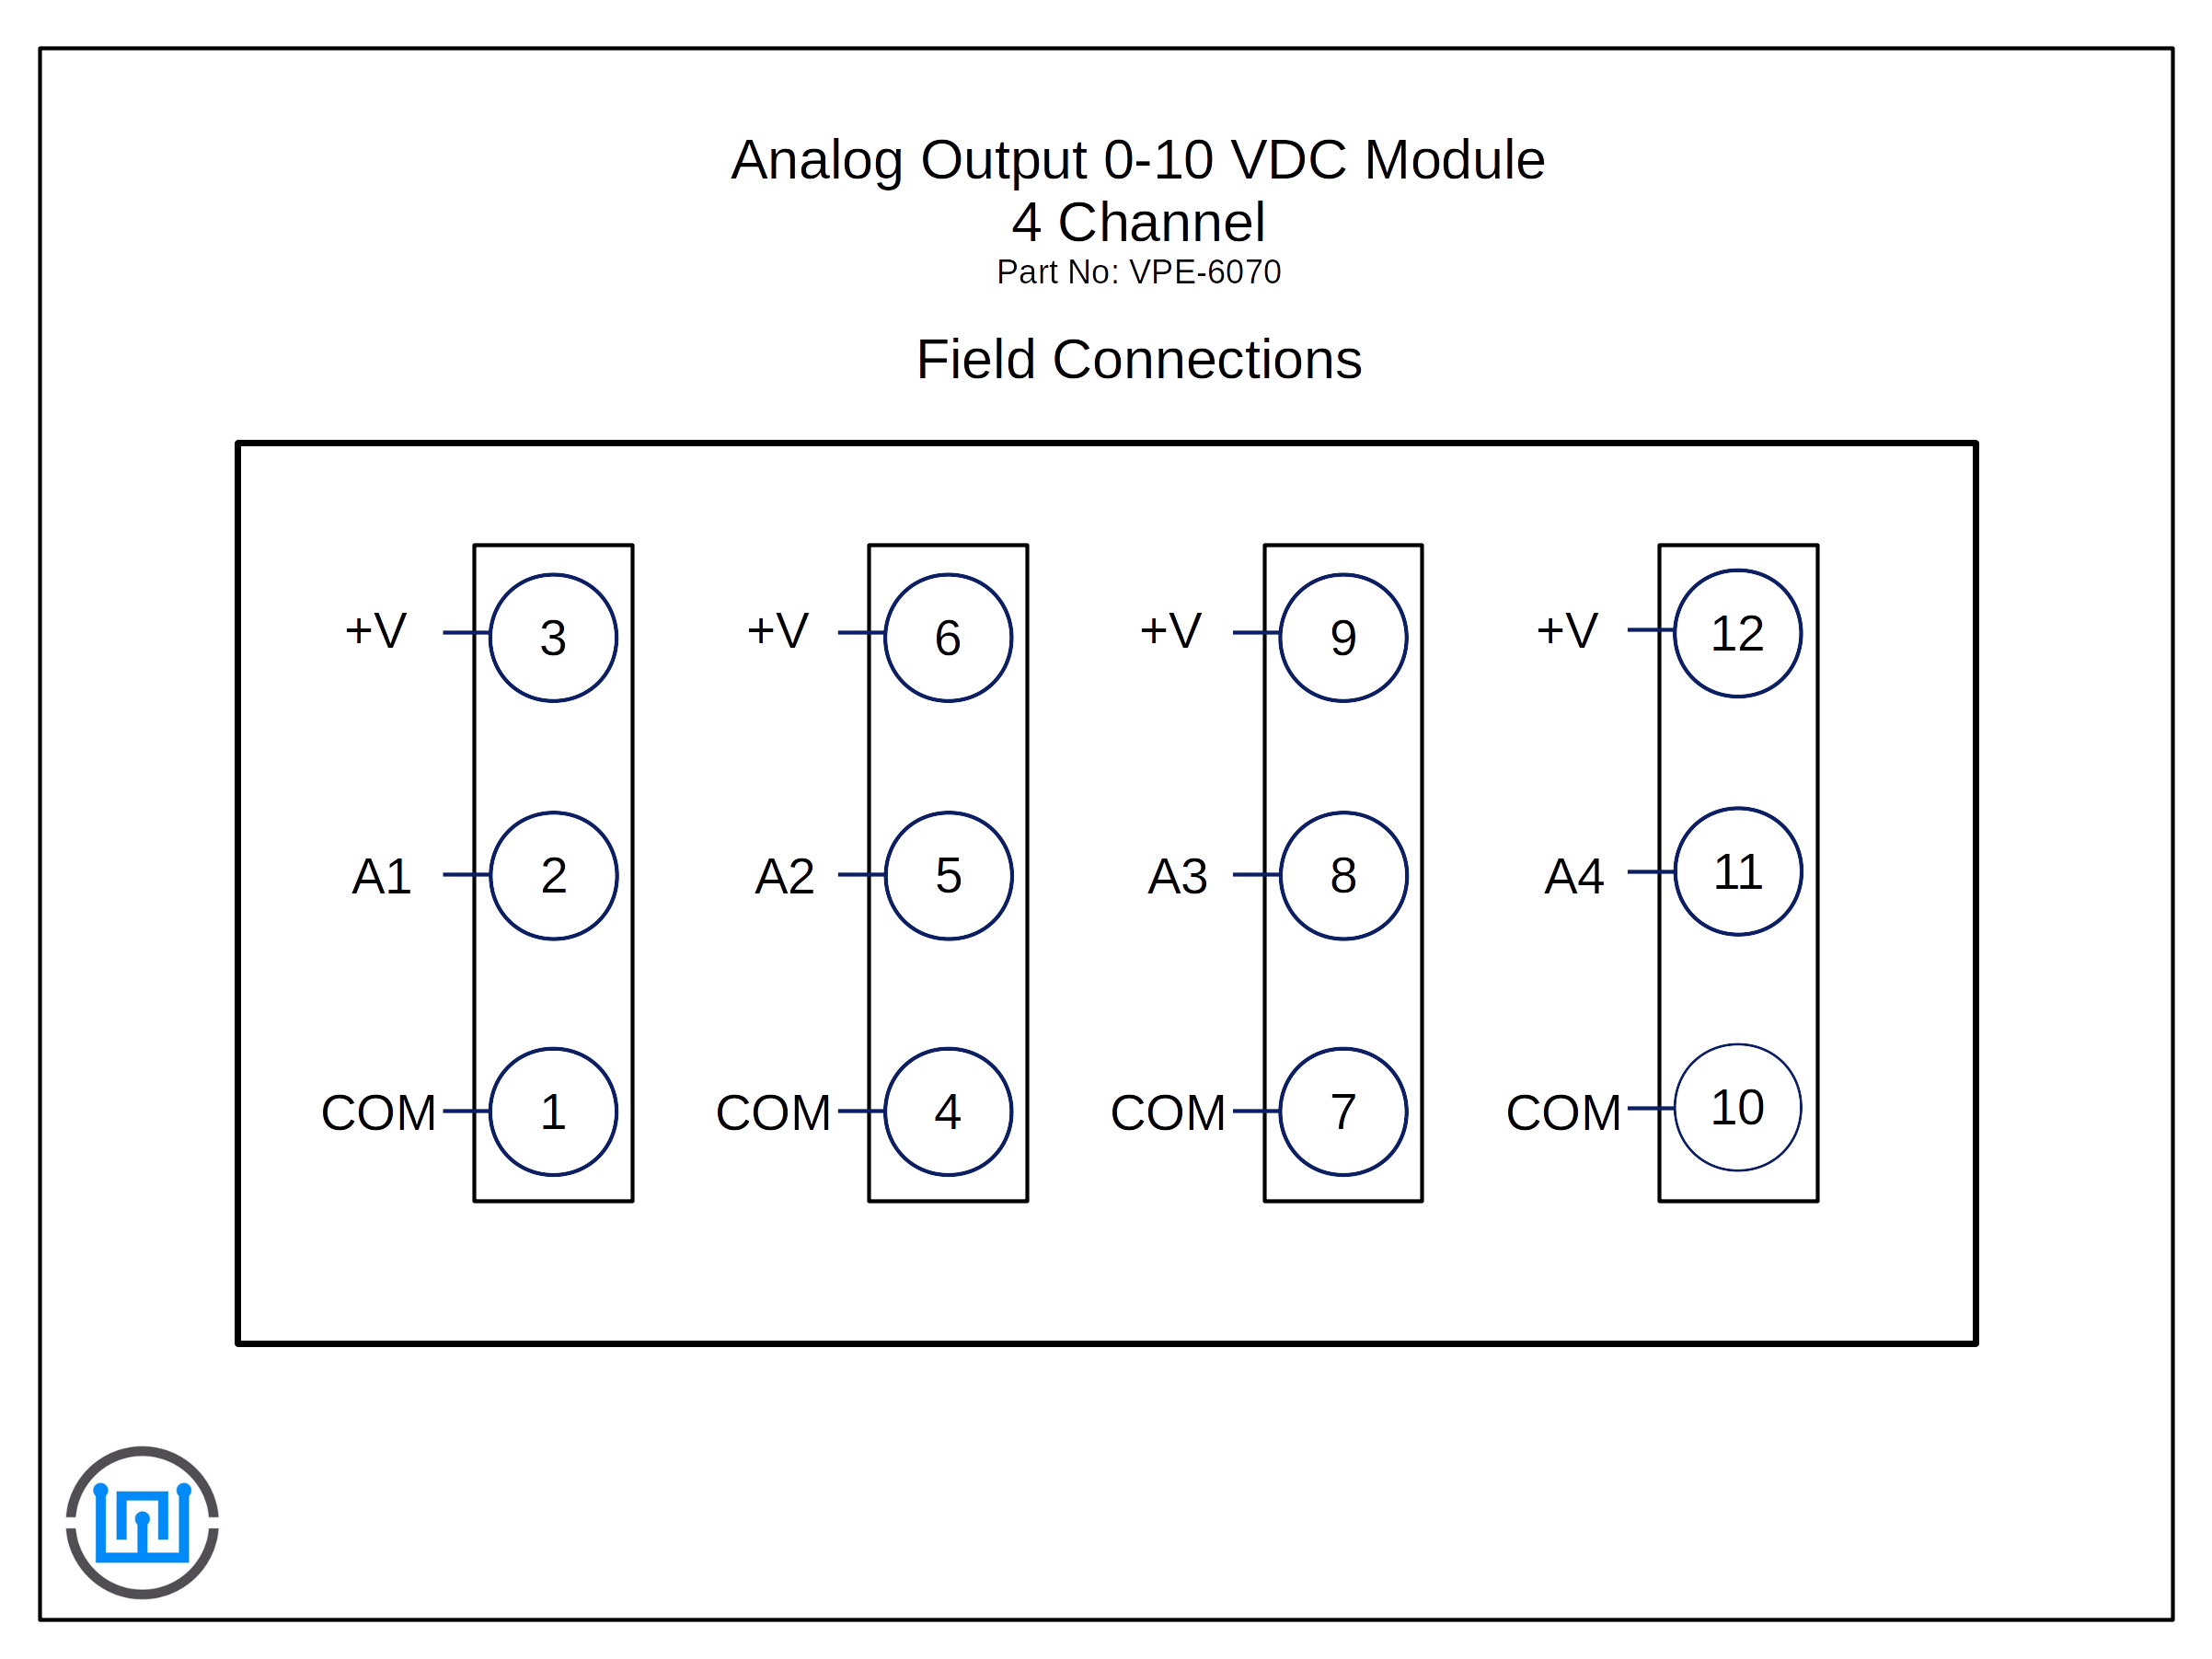 Analog Output 0-10 VDC Module
4 Channel
Part No: VPE-6070
Field Connections
+V 3 +V 6 +V 9 +V 12
A1 2 A2 5 A3 8 A4 11
COM 1 COM 4 COM 7 COM 10